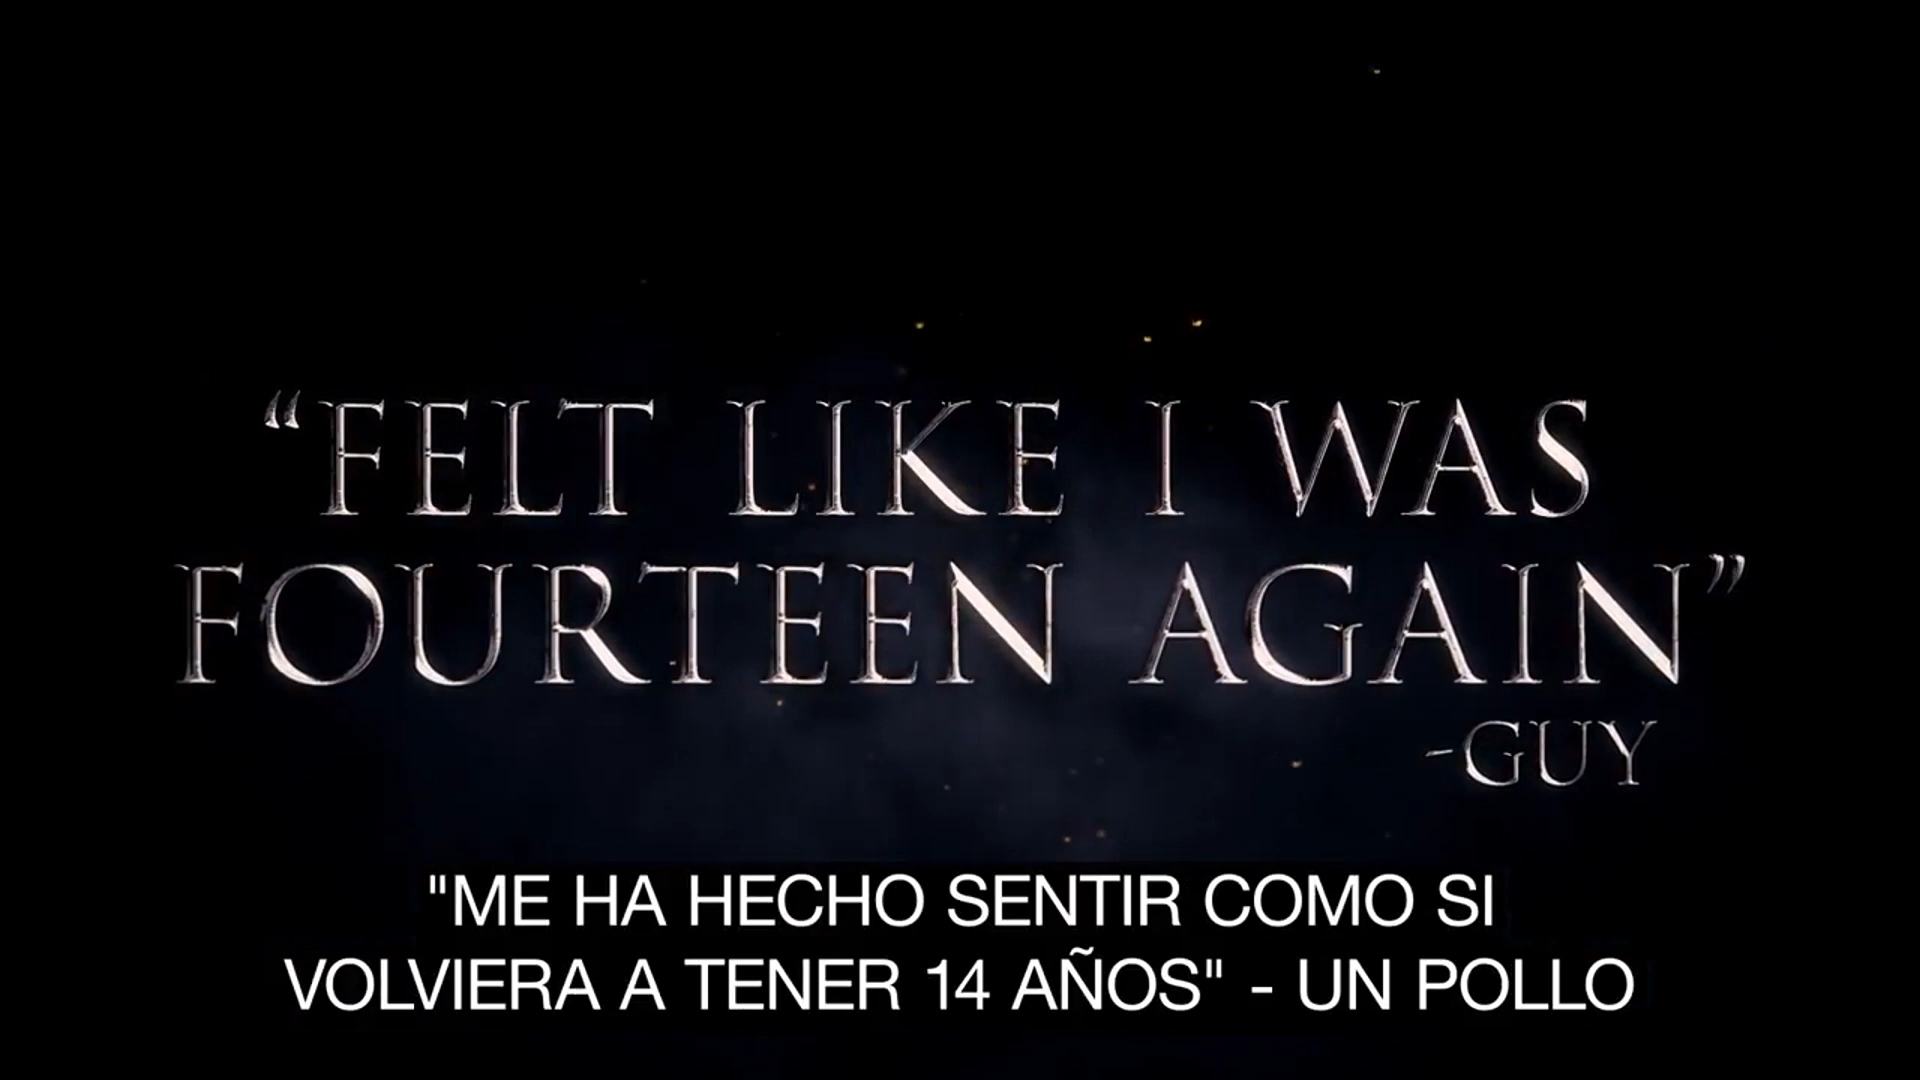 “FELT LIKE I WAS
FOURTEEN AGAIN”
-GUY
"ME HA HECHO SENTIR COMO SI
VOLVIERA A TENER 14 AÑOS" - UN POLLO